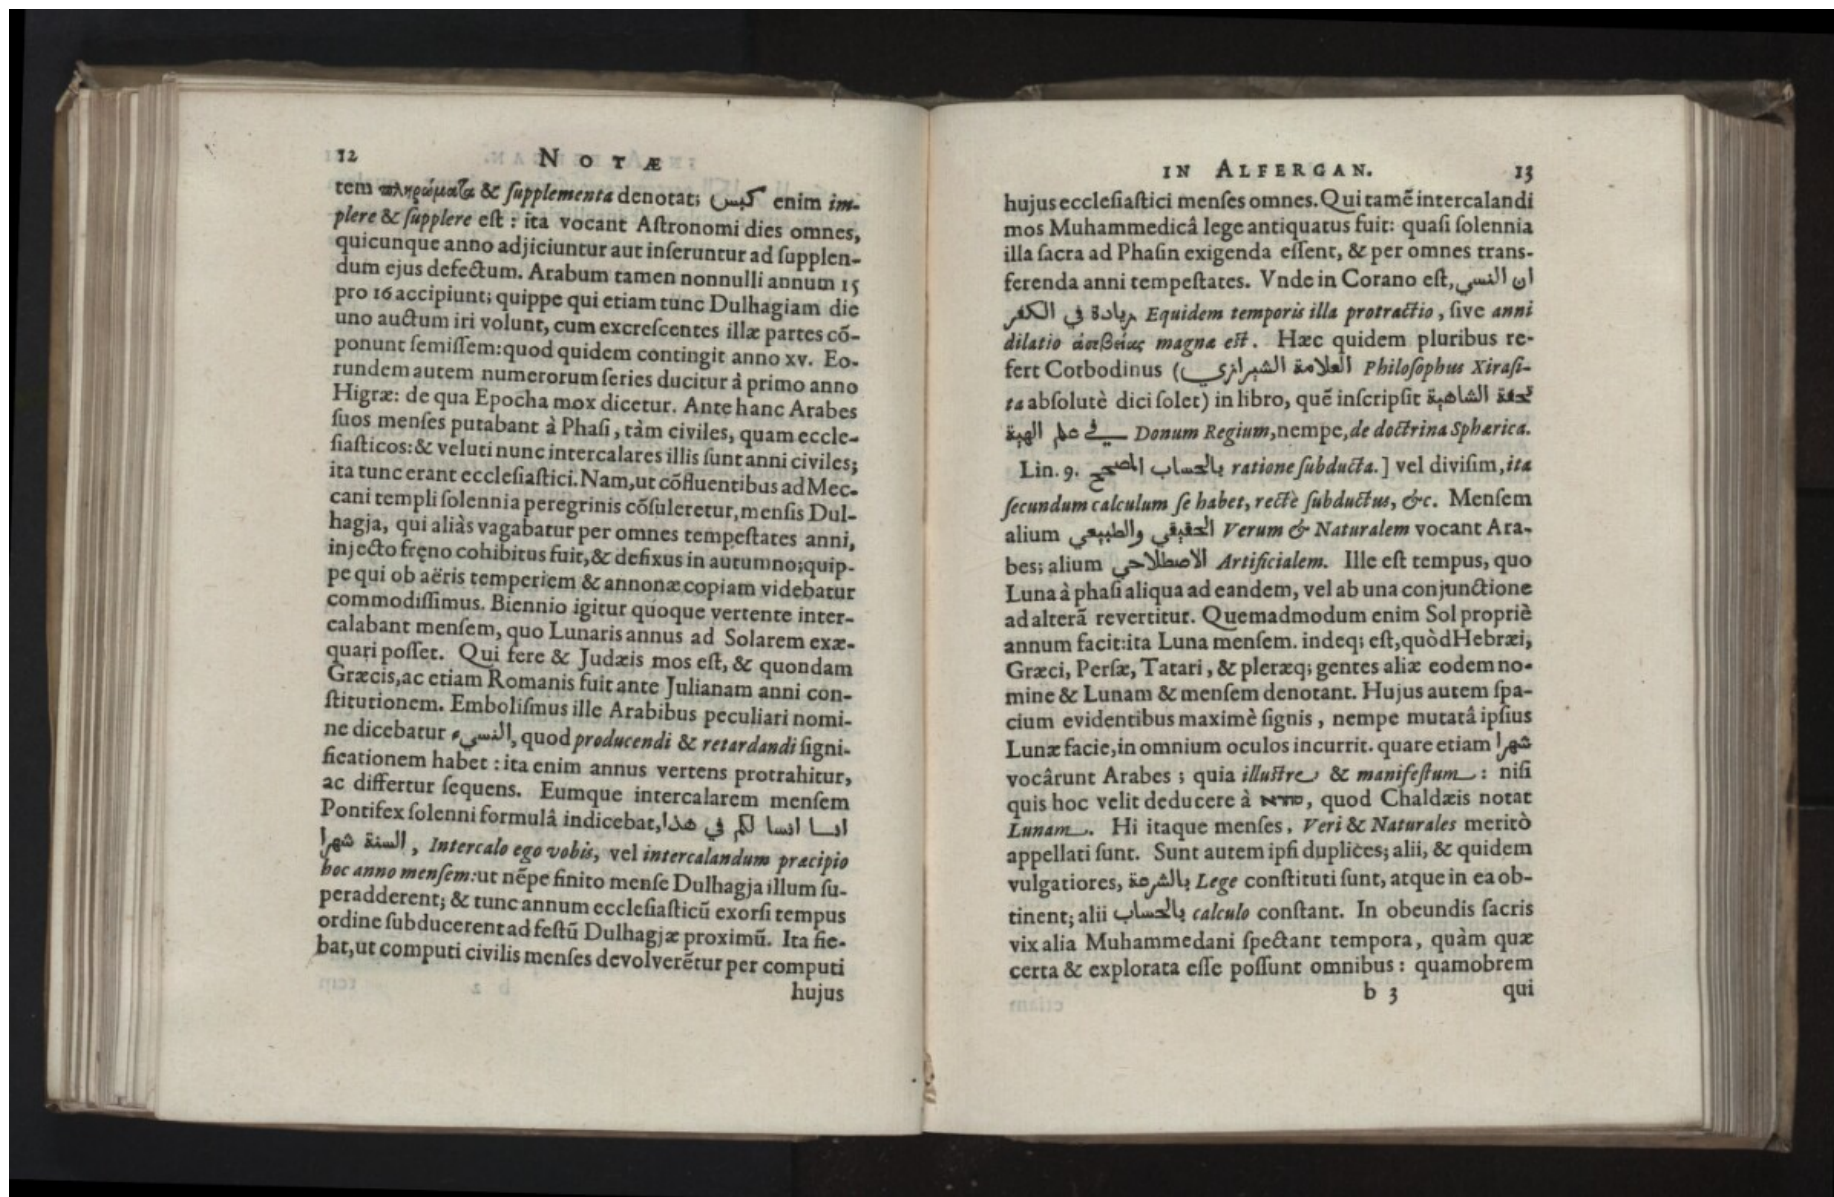 12 NOTÆ
tem πληρώματα & ſupplementa denotat; كبس enim im-
plere & ſupplere eſt : ita vocant Aſtronomi dies omnes,
quicunque anno adjiciuntur aut inſeruntur ad ſupplen-
dum ejus defectum. Arabum tamen nonnulli annum 15
pro 16 accipiunt; quippe qui etiam tunc Dulhagiam die
uno auctum iri volunt, cum excreſcentes illæ partes cō-
ponunt ſemiſſem: quod quidem contingit anno xv. Eo-
rundem autem numerorum ſeries ducitur à primo anno
Higræ: de qua Epocha mox dicetur. Ante hanc Arabes
ſuos menſes putabant à Phaſi, tàm civiles, quam eccle-
ſiaſticos: & veluti nunc intercalares illis ſunt anni civiles;
ita tunc erant eccleſiaſtici. Nam, ut cōfluentibus ad Mec-
cani templi ſolennia peregrinis cōſuleretur, menſis Dul-
hagja, qui aliàs vagabatur per omnes tempeſtates anni,
injecto fręno cohibitus fuit, & defixus in autumno; quip-
pe qui ob aëris temperiem & annonæ copiam videbatur
commodiſſimus. Biennio igitur quoque vertente inter-
calabant menſem, quo Lunaris annus ad Solarem exæ-
quari poſſet. Qui fere & Judæis mos eſt, & quondam
Græcis, ac etiam Romanis fuit ante Julianam anni con-
ſtitutionem. Emboliſmus ille Arabibus peculiari nomi-
ne dicebatur النسيء, quod producendi & retardandi ſigni-
ficationem habet : ita enim annus vertens protrahitur,
ac differtur ſequens. Eumque intercalarem menſem
Pontifex ſolenni formulâ indicebat, انـا انسا لكم في هذا
السنة شهرا, Intercalo ego vobis, vel intercalandum præcipio
hoc anno menſem: ut nēpe finito menſe Dulhagja illum ſu-
peradderent; & tunc annum eccleſiaſticū exorſi tempus
ordine ſubducerent ad feſtū Dulhagjæ proximū. Ita fie-
bat, ut computi civilis menſes devolverētur per computi
hujus
IN ALFERGAN. 13
hujus eccleſiaſtici menſes omnes. Qui tamē intercalandi
mos Muhammedicâ lege antiquatus fuit: quaſi ſolennia
illa ſacra ad Phaſin exigenda eſſent, & per omnes trans-
ferenda anni tempeſtates. Vnde in Corano eſt, ان النسي
زيادة في الكفر Equidem temporis illa protractio, ſive anni
dilatio ἀσεβείας magna eſt. Hæc quidem pluribus re-
fert Cotbodinus (العلامة الشيرازي Philoſophus Xiraſi-
ta abſolutè dici ſolet) in libro, quē inſcripſit تحفة الشاهية
في علم الهية Donum Regium, nempe, de doctrina Sphærica.
Lin. 9. بالحساب المصحح ratione ſubducta.] vel diviſim, ita
ſecundum calculum ſe habet, rectè ſubductus, &c. Menſem
alium الحقيقي والطبيعي Verum & Naturalem vocant Ara-
bes; alium الاصطلاحي Artificialem. Ille eſt tempus, quo
Luna à phaſi aliqua ad eandem, vel ab una conjunctione
ad alterā revertitur. Quemadmodum enim Sol propriè
annum facit: ita Luna menſem. indeq; eſt, quòd Hebræi,
Græci, Perſæ, Tatari, & pleræq; gentes aliæ eodem no-
mine & Lunam & menſem denotant. Hujus autem ſpa-
cium evidentibus maximè ſignis, nempe mutatâ ipſius
Lunæ facie, in omnium oculos incurrit. quare etiam شهرا
vocârunt Arabes ; quia illuſtre & manifeſtum : niſi
quis hoc velit deducere à סהרא, quod Chaldæis notat
Lunam. Hi itaque menſes, Veri & Naturales meritò
appellati ſunt. Sunt autem ipſi duplices; alii, & quidem
vulgatiores, بالشرعة Lege conſtituti ſunt, atque in ea ob-
tinent; alii بالحساب calculo conſtant. In obeundis ſacris
vix alia Muhammedani ſpectant tempora, quàm quæ
certa & explorata eſſe poſſunt omnibus : quamobrem
b 3 qui